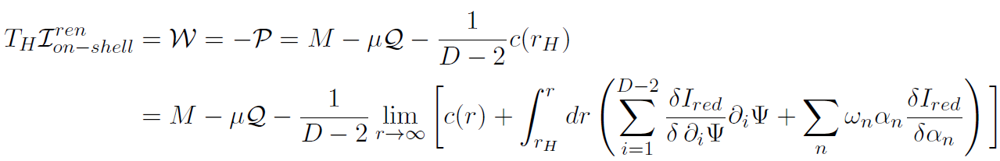 $T_H \mathcal{I}^{ren}_{on-shell} = \mathcal{W} = -\mathcal{P} = M - \mu\mathcal{Q} - \frac{1}{D-2}c(r_H)$
$= M - \mu\mathcal{Q} - \frac{1}{D-2} \lim_{r\to\infty} \left[ c(r) + \int_{r_H}^{r} dr \left( \sum_{i=1}^{D-2} \frac{\delta I_{red}}{\delta\, \partial_i \Psi} \partial_i \Psi + \sum_n \omega_n \alpha_n \frac{\delta I_{red}}{\delta \alpha_n} \right) \right]$